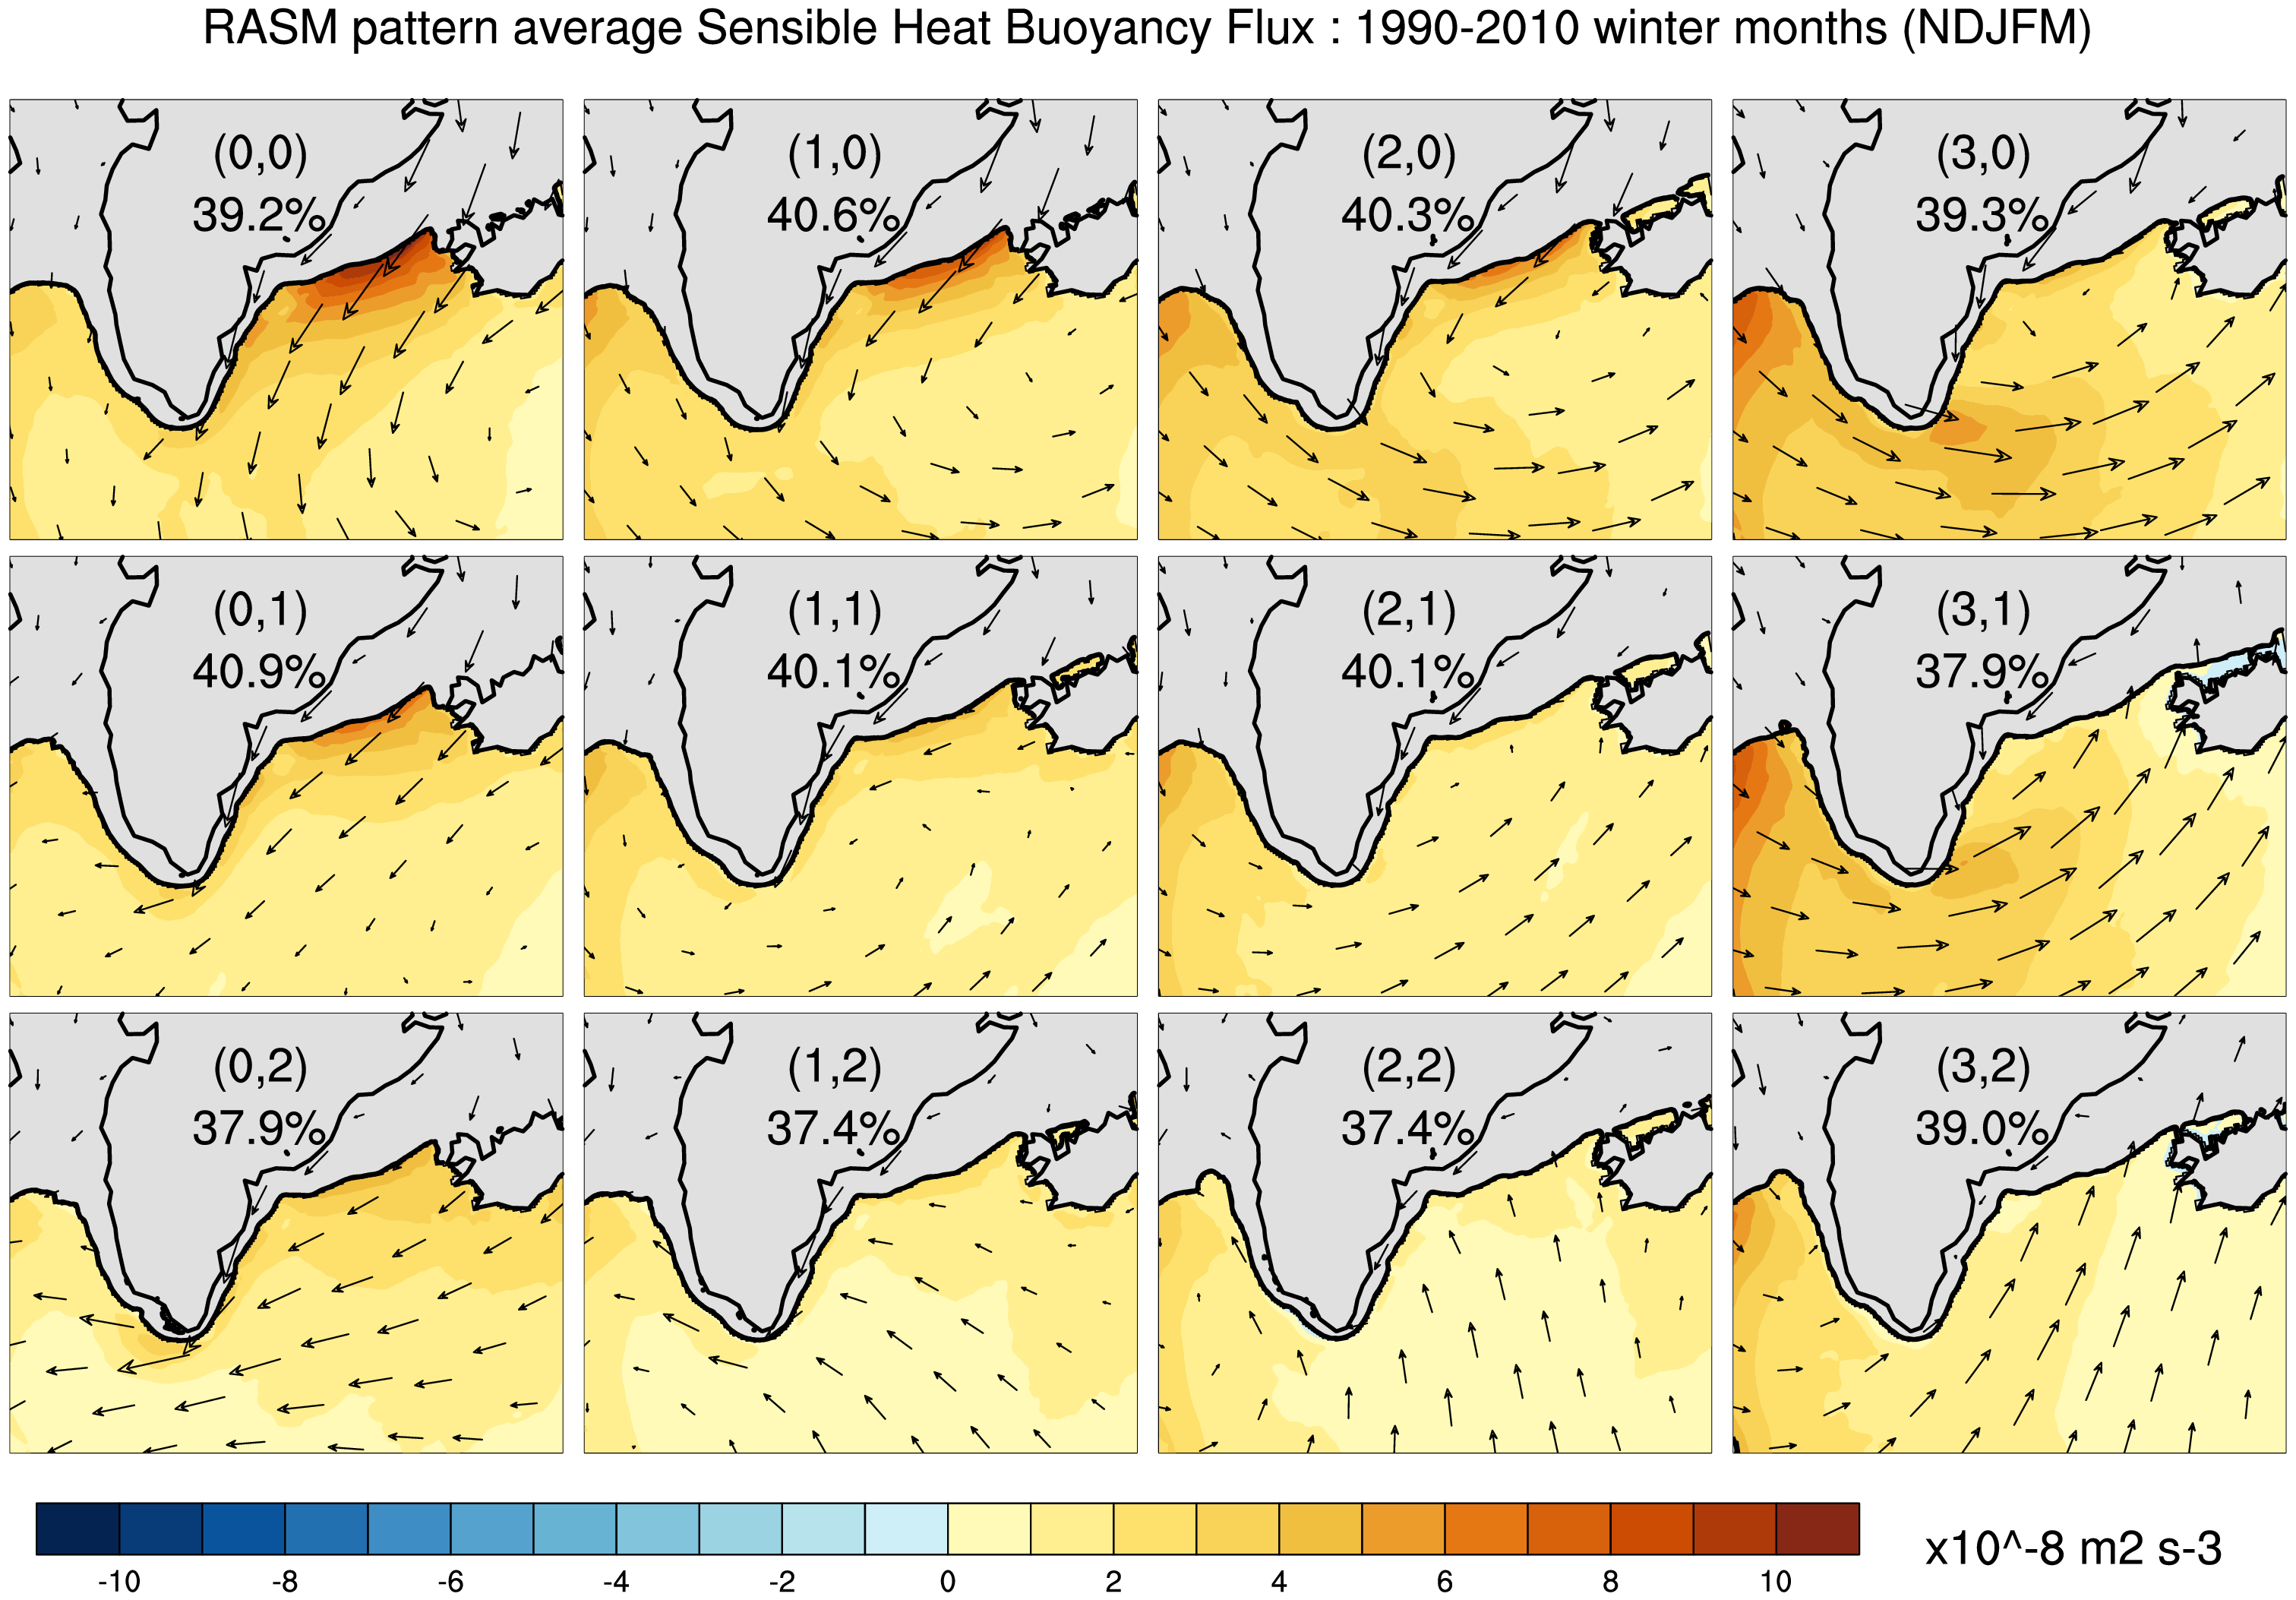 RASM pattern average Sensible Heat Buoyancy Flux : 1990-2010 winter months (NDJFM)
(0,0) (1,0) (2,0) (3,0)
39.2% 40.6% 40.3% 39.3%
(0,1) (1,1) (2,1) (3,1)
40.9% 40.1% 40.1% 37.9%
(0,2) (1,2) (2,2) (3,2)
37.9% 37.4% 37.4% 39.0%
-10 -8 -6 -4 -2 0 2 4 6 8 10
x10^-8 m2 s-3